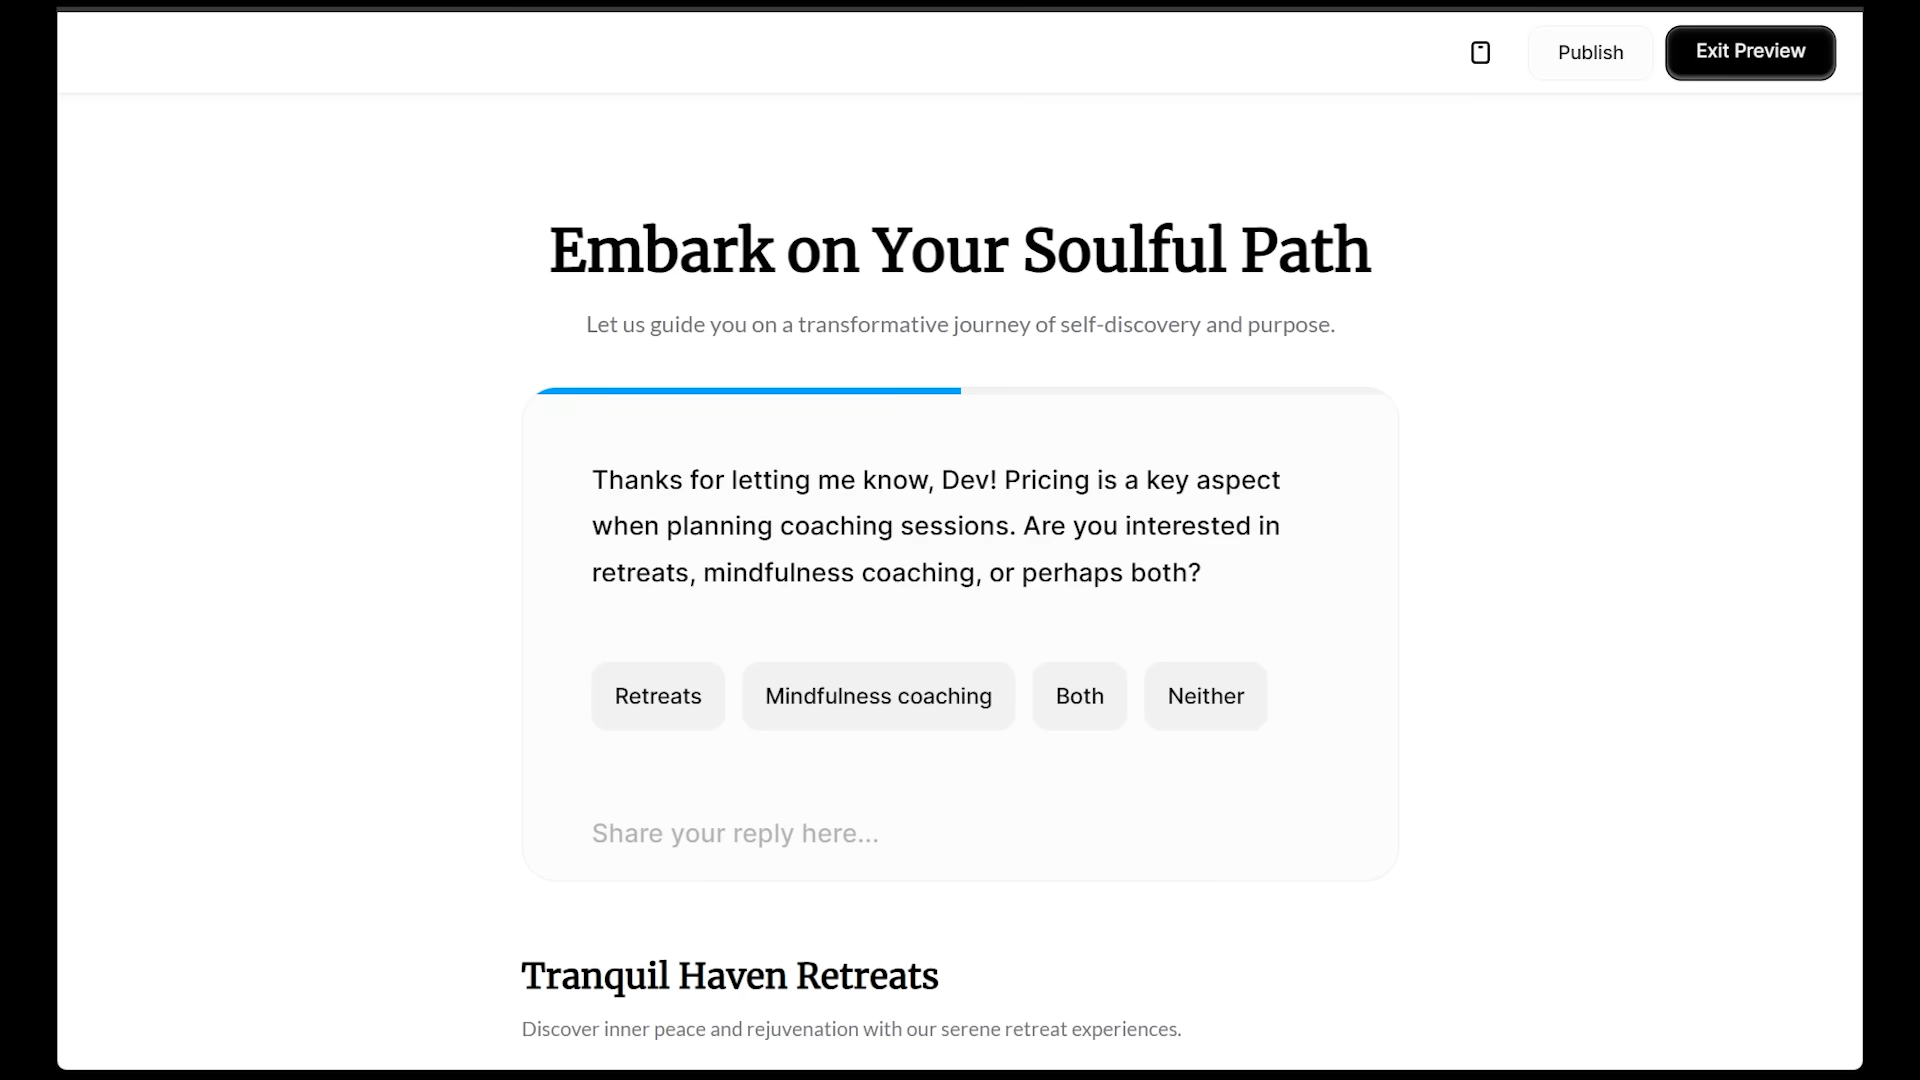 Publish
Exit Preview
Embark on Your Soulful Path
Let us guide you on a transformative journey of self-discovery and purpose.
Thanks for letting me know, Dev! Pricing is a key aspect
when planning coaching sessions. Are you interested in
retreats, mindfulness coaching, or perhaps both?
Retreats
Mindfulness coaching
Both
Neither
Share your reply here...
Tranquil Haven Retreats
Discover inner peace and rejuvenation with our serene retreat experiences.